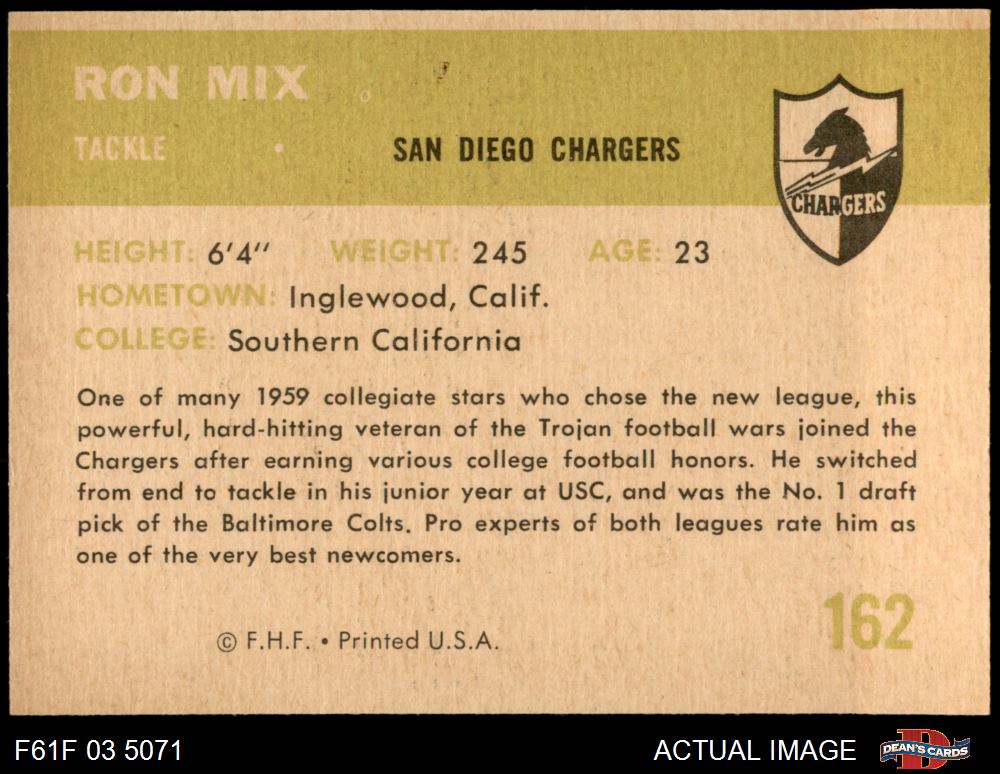 RON MIX
TACKLE • SAN DIEGO CHARGERS
CHARGERS
HEIGHT: 6'4" WEIGHT: 245 AGE: 23
HOMETOWN: Inglewood, Calif.
COLLEGE: Southern California
One of many 1959 collegiate stars who chose the new league, this
powerful, hard-hitting veteran of the Trojan football wars joined the
Chargers after earning various college football honors. He switched
from end to tackle in his junior year at USC, and was the No. 1 draft
pick of the Baltimore Colts. Pro experts of both leagues rate him as
one of the very best newcomers.
162
© F.H.F. • Printed U.S.A.
F61F 03 5071 ACTUAL IMAGE DEAN'S CARDS